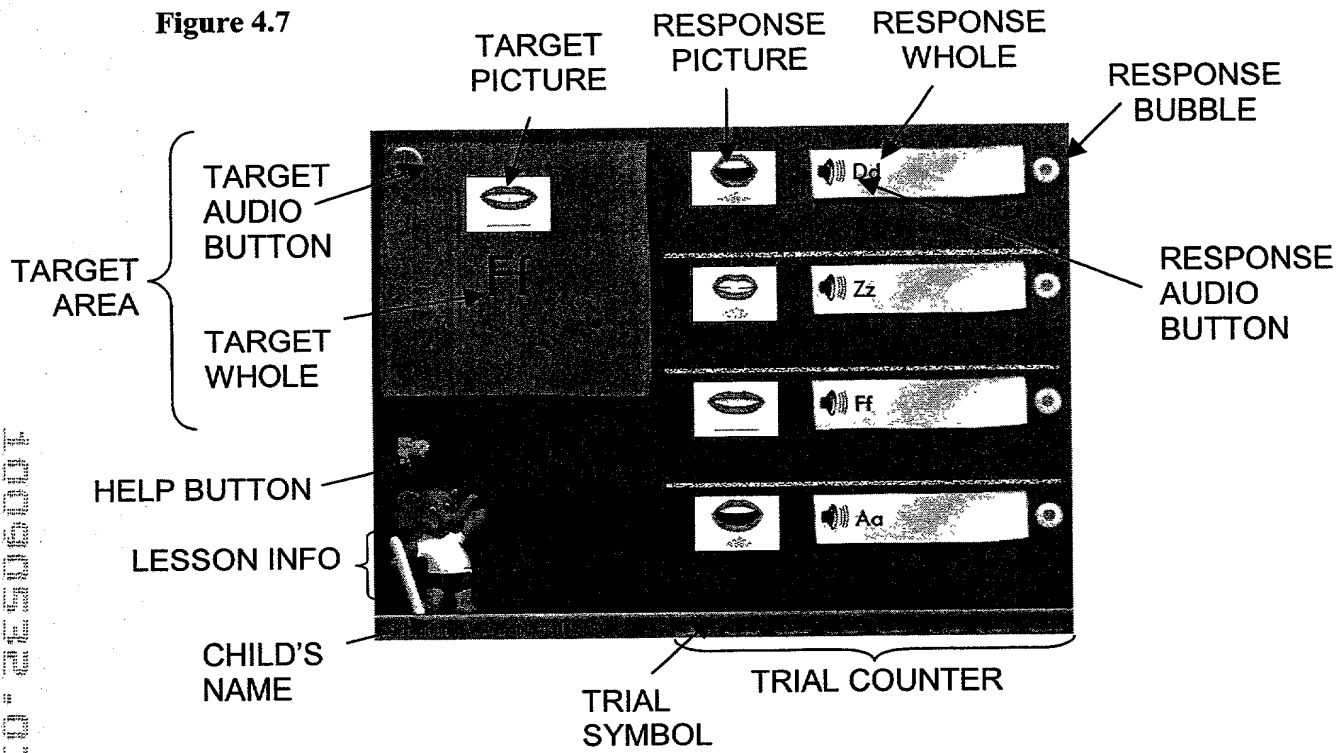 Figure 4.7
TARGET
PICTURE
RESPONSE
PICTURE
RESPONSE
WHOLE
RESPONSE
BUBBLE
TARGET
AUDIO
BUTTON
TARGET
AREA
TARGET
WHOLE
Ff
Dd
Zz
Ff
Aa
RESPONSE
AUDIO
BUTTON
HELP BUTTON
LESSON INFO
CHILD'S
NAME
TRIAL
SYMBOL
TRIAL COUNTER